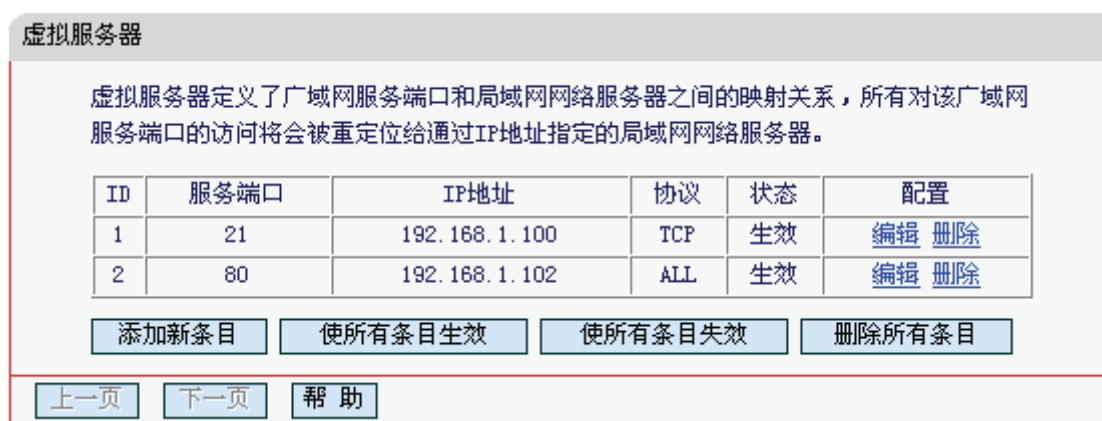 虚拟服务器
虚拟服务器定义了广域网服务端口和局域网网络服务器之间的映射关系，所有对该广域网
服务端口的访问将会被重定位给通过IP地址指定的局域网网络服务器。
ID 服务端口 IP地址 协议 状态 配置
1 21 192.168.1.100 TCP 生效 编辑 删除
2 80 192.168.1.102 ALL 生效 编辑 删除
添加新条目 使所有条目生效 使所有条目失效 删除所有条目
上一页 下一页 帮 助